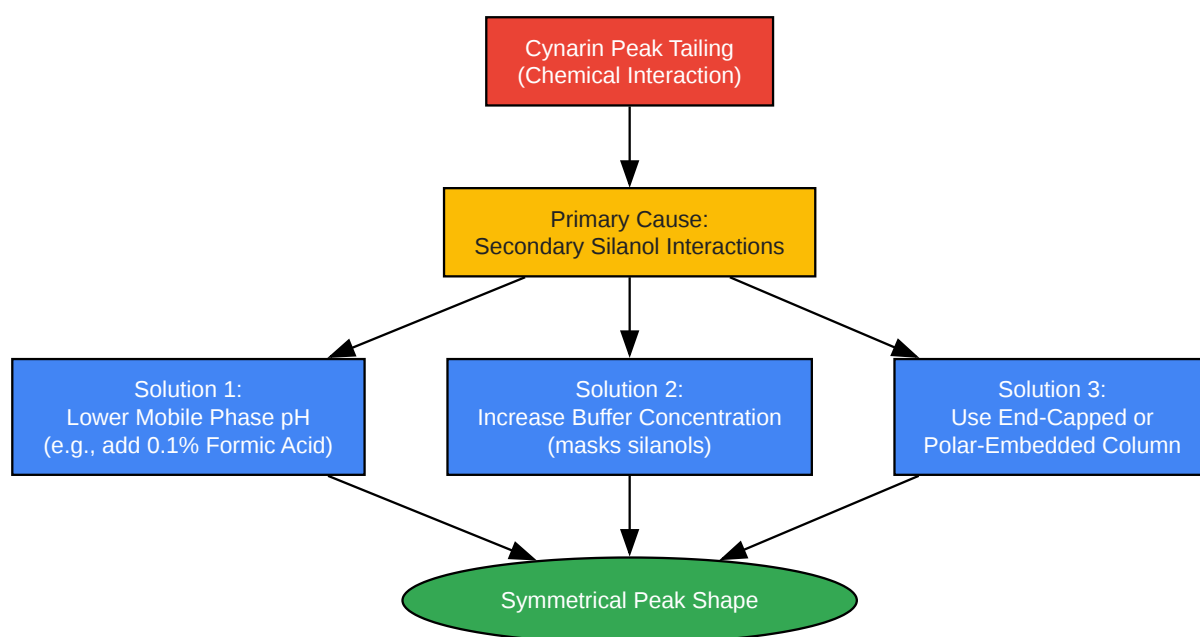 Cynarin Peak Tailing
(Chemical Interaction)
Primary Cause:
Secondary Silanol Interactions
Solution 1:
Lower Mobile Phase pH
(e.g., add 0.1% Formic Acid)
Solution 2:
Increase Buffer Concentration
(masks silanols)
Solution 3:
Use End-Capped or
Polar-Embedded Column
Symmetrical Peak Shape